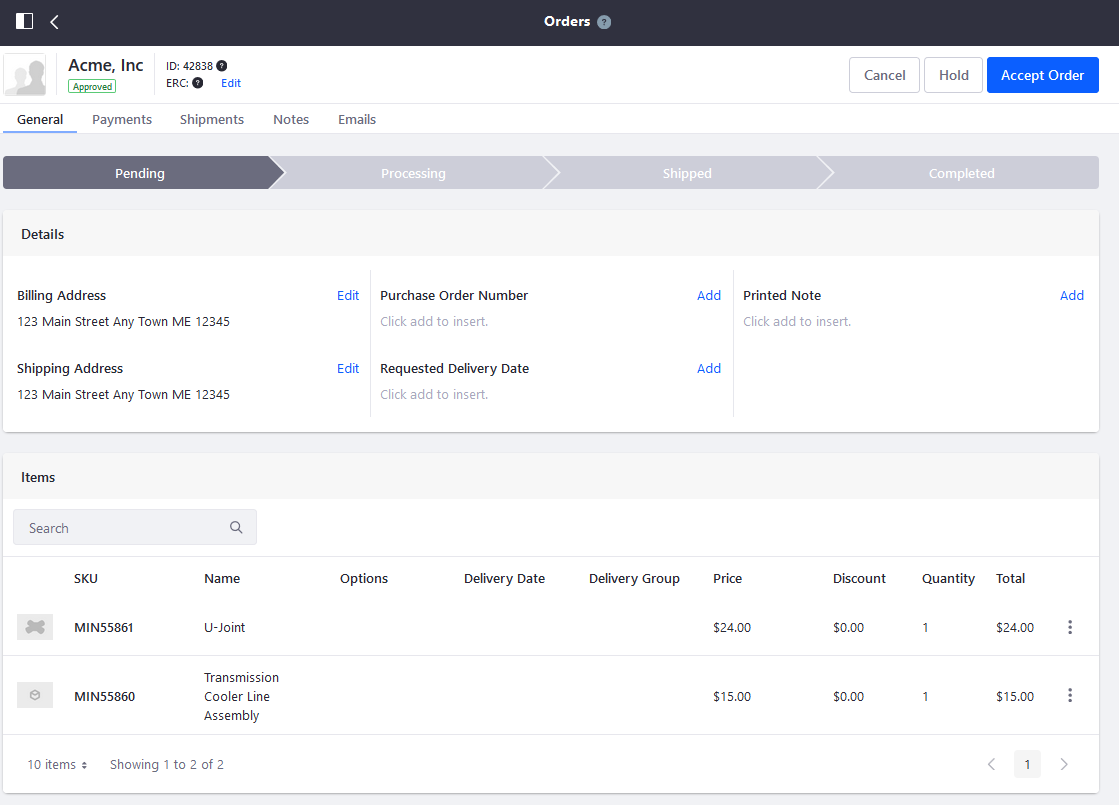 Orders ?
Acme, Inc
Approved
ID: 42838 ?
ERC: ? Edit
Cancel Hold Accept Order
General Payments Shipments Notes Emails
Pending Processing Shipped Completed
Details
Billing Address Edit Purchase Order Number Add Printed Note Add
123 Main Street Any Town ME 12345 Click add to insert. Click add to insert.
Shipping Address Edit Requested Delivery Date Add
123 Main Street Any Town ME 12345 Click add to insert.
Items
Search
SKU Name Options Delivery Date Delivery Group Price Discount Quantity Total
MIN55861 U-Joint $24.00 $0.00 1 $24.00
Transmission
MIN55860 Cooler Line $15.00 $0.00 1 $15.00
Assembly
10 items Showing 1 to 2 of 2 1